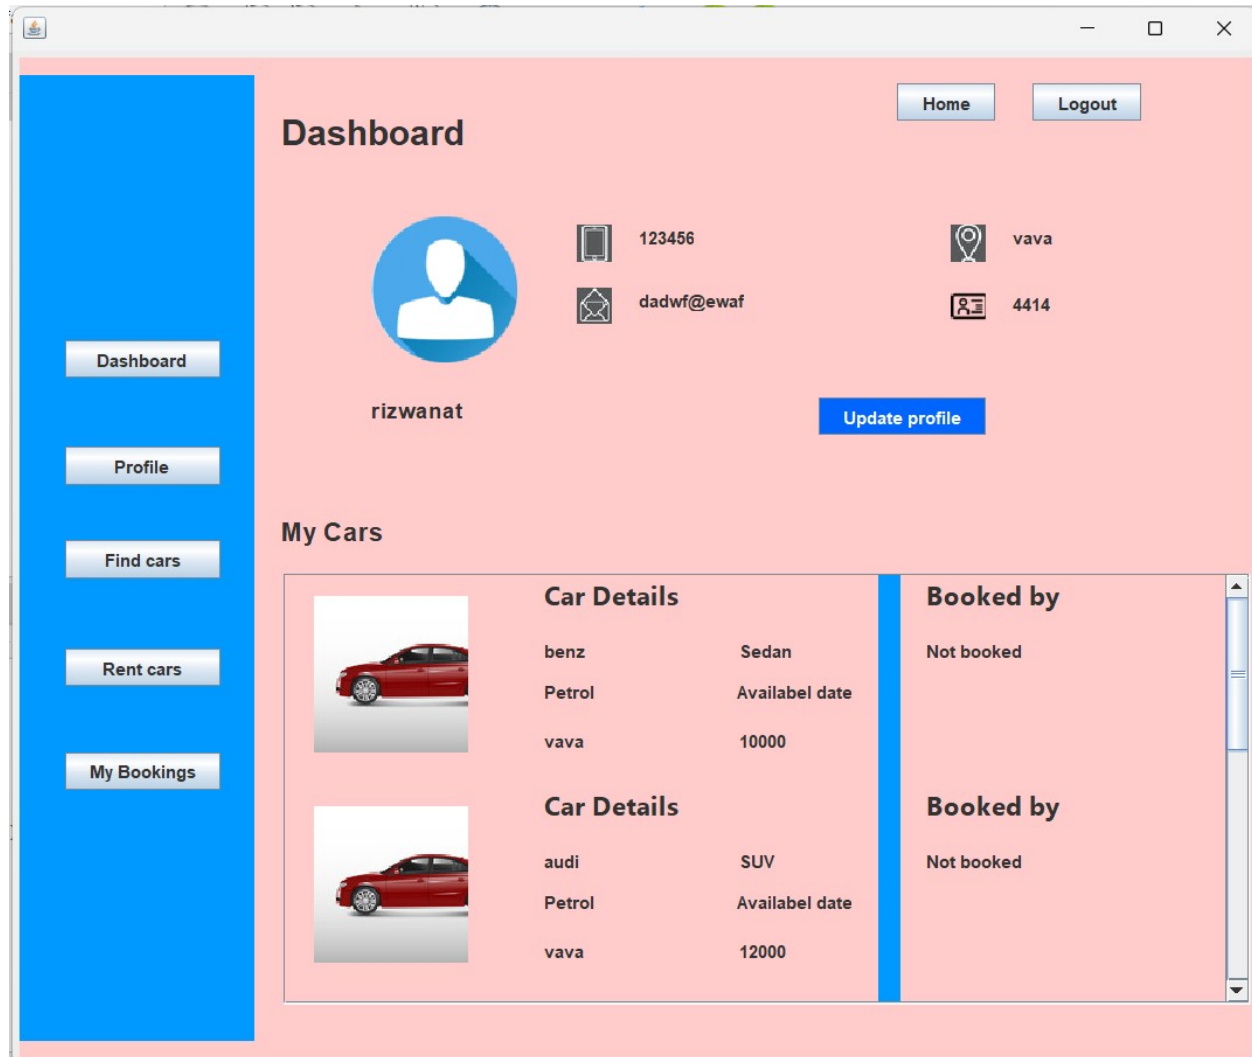 Home Logout
Dashboard
123456 vava
dadwf@ewaf 4414
Dashboard
rizwanat
Update profile
Profile
My Cars
Find cars
Car Details Booked by
benz Sedan Not booked
Rent cars
Petrol Availabel date
vava 10000
My Bookings
Car Details Booked by
audi SUV Not booked
Petrol Availabel date
vava 12000